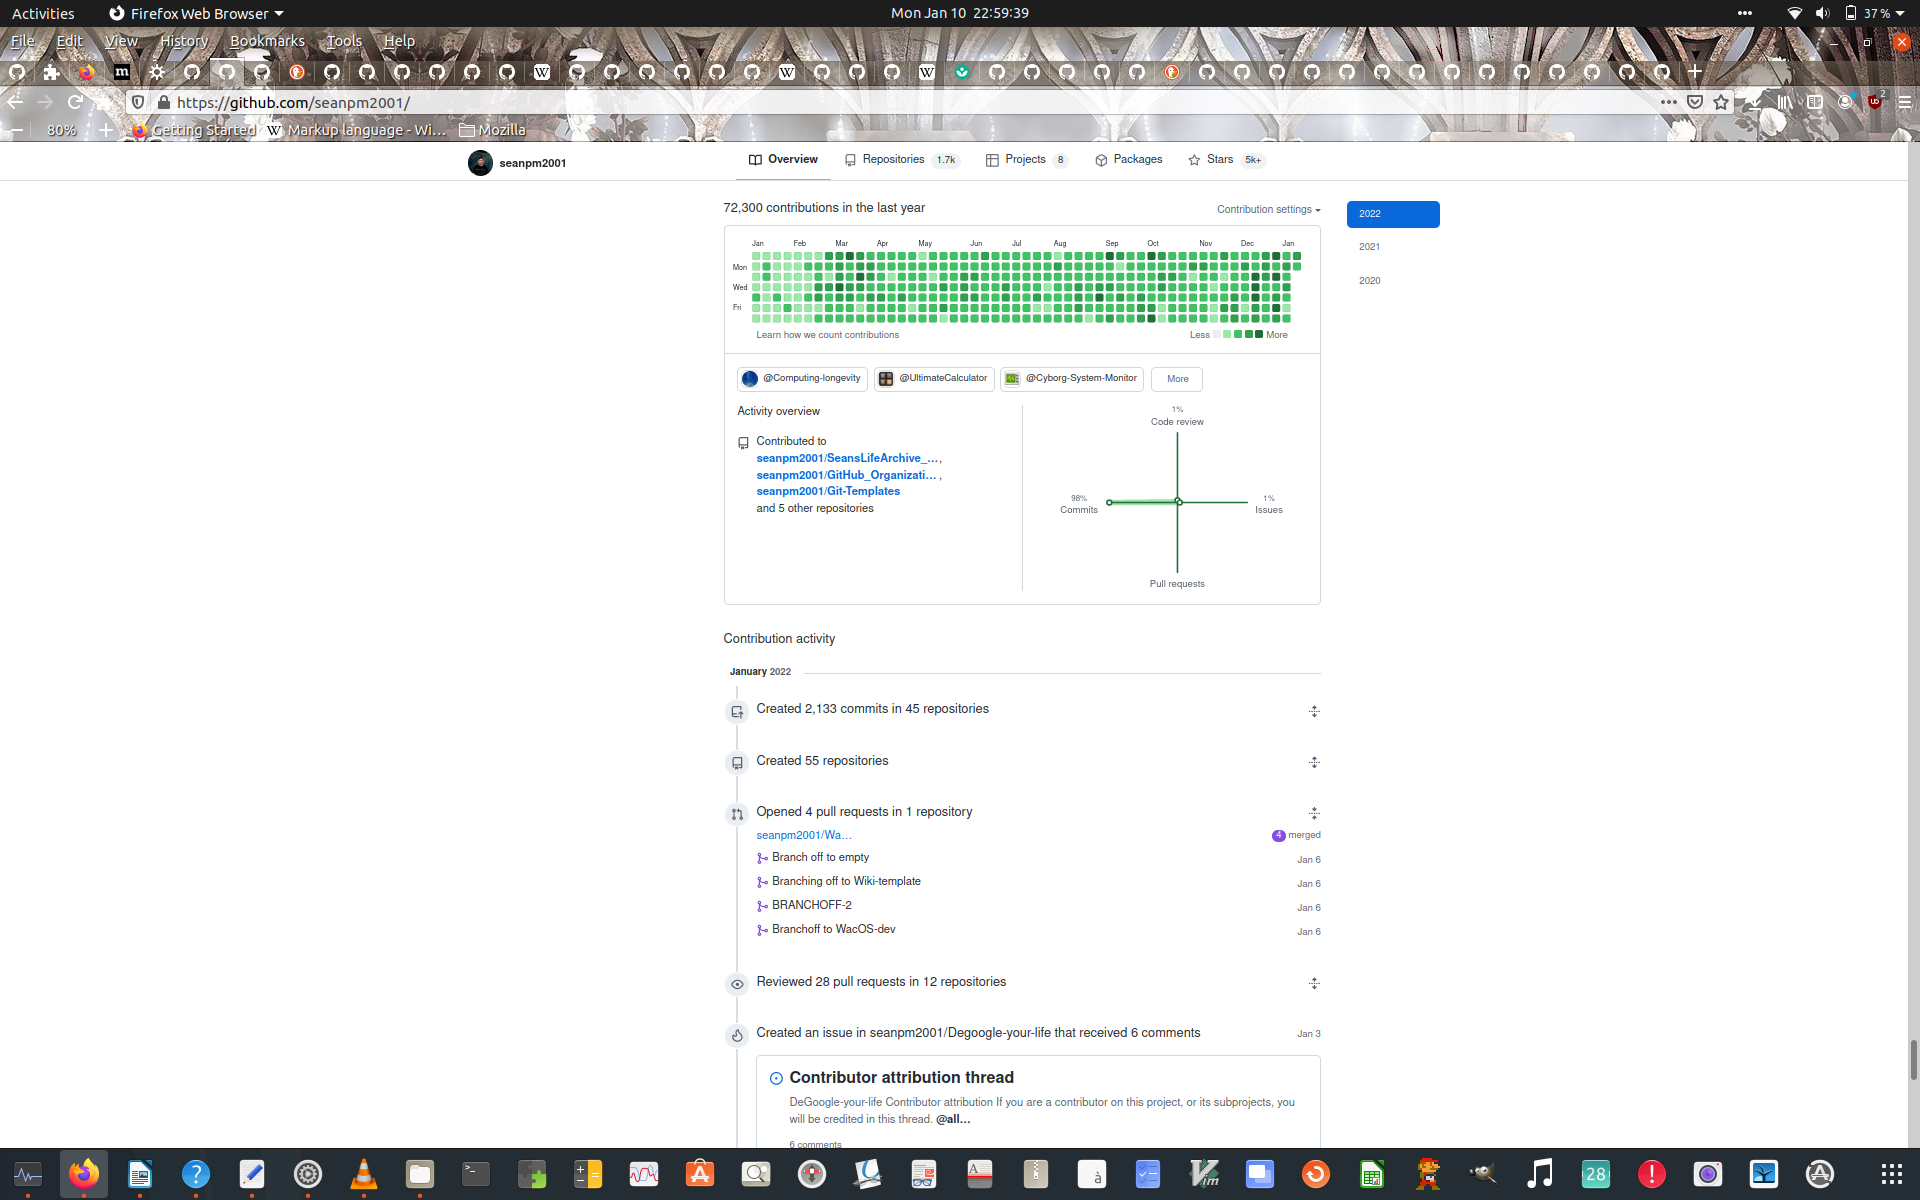 Activities
Firefox Web Browser
Mon Jan 10 22:59:39
37 %
File Edit View History Bookmarks Tools Help
https://github.com/seanpm2001/
2
80%
Getting Started
Markup language - Wi…
Mozilla
seanpm2001
Overview
Repositories 1.7k
Projects 8
Packages
Stars 5k+
72,300 contributions in the last year
Contribution settings
2022
2021
2020
Jan Feb Mar Apr May Jun Jul Aug Sep Oct Nov Dec Jan
Mon
Wed
Fri
Learn how we count contributions
Less More
@Computing-longevity
@UltimateCalculator
@Cyborg-System-Monitor
More
Activity overview
Contributed to
seanpm2001/SeansLifeArchive_…,
seanpm2001/GitHub_Organizati… ,
seanpm2001/Git-Templates
and 5 other repositories
1%
Code review
98%
Commits
1%
Issues
Pull requests
Contribution activity
January 2022
Created 2,133 commits in 45 repositories
Created 55 repositories
Opened 4 pull requests in 1 repository
seanpm2001/Wa…
4 merged
Branch off to empty
Jan 6
Branching off to Wiki-template
Jan 6
BRANCHOFF-2
Jan 6
Branchoff to WacOS-dev
Jan 6
Reviewed 28 pull requests in 12 repositories
Created an issue in seanpm2001/Degoogle-your-life that received 6 comments
Jan 3
Contributor attribution thread
DeGoogle-your-life Contributor attribution If you are a contributor on this project, or its subprojects, you
will be credited in this thread. @all…
6 comments
28